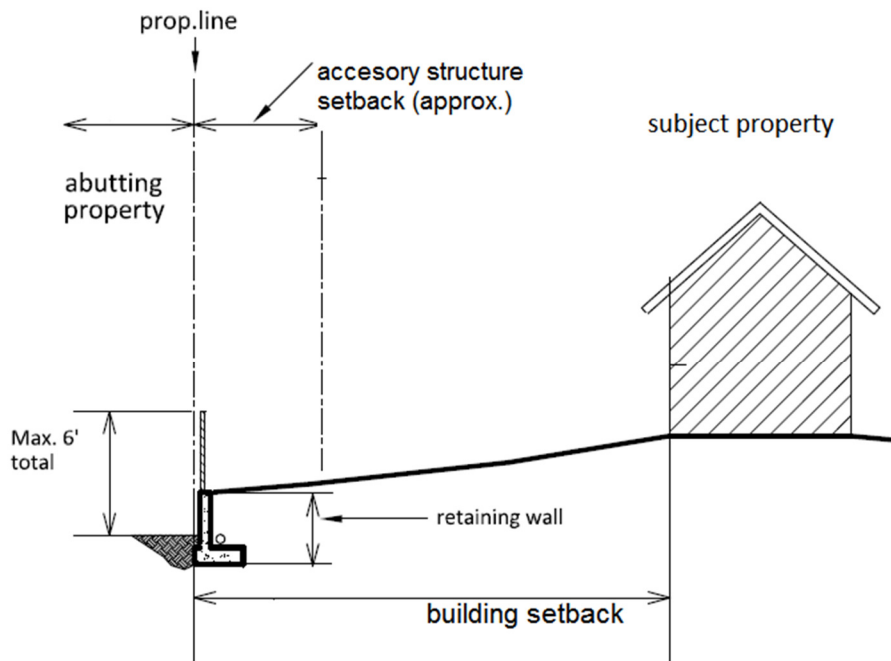 prop.line
accesory structure
setback (approx.)
subject property
abutting
property
Max. 6'
total
retaining wall
building setback